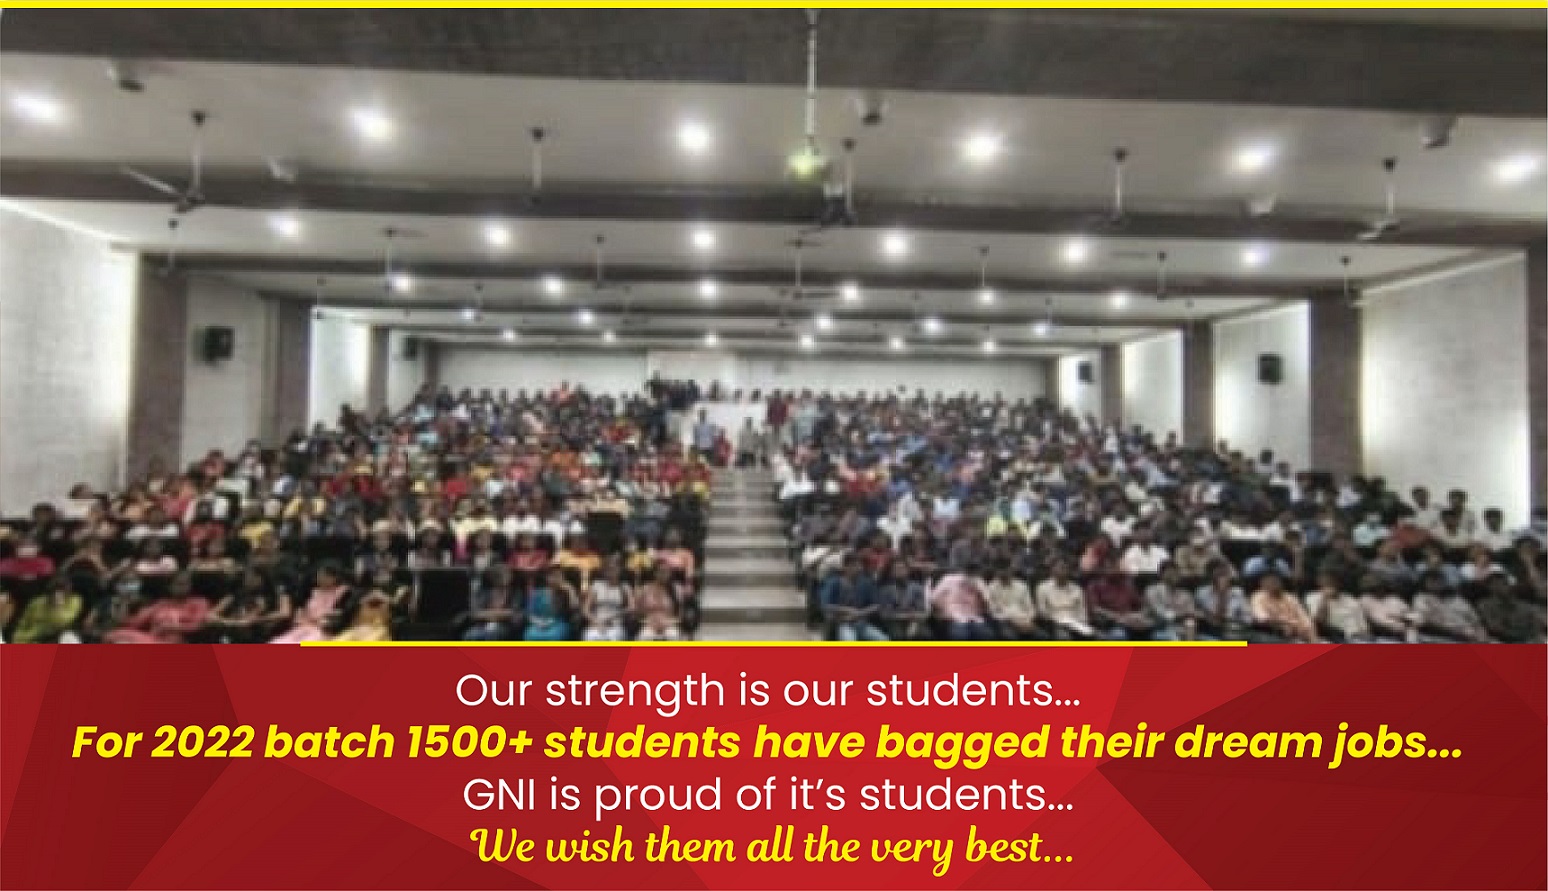 Our strength is our students...
For 2022 batch 1500+ students have bagged their dream jobs...
GNI is proud of it's students...
We wish them all the very best...